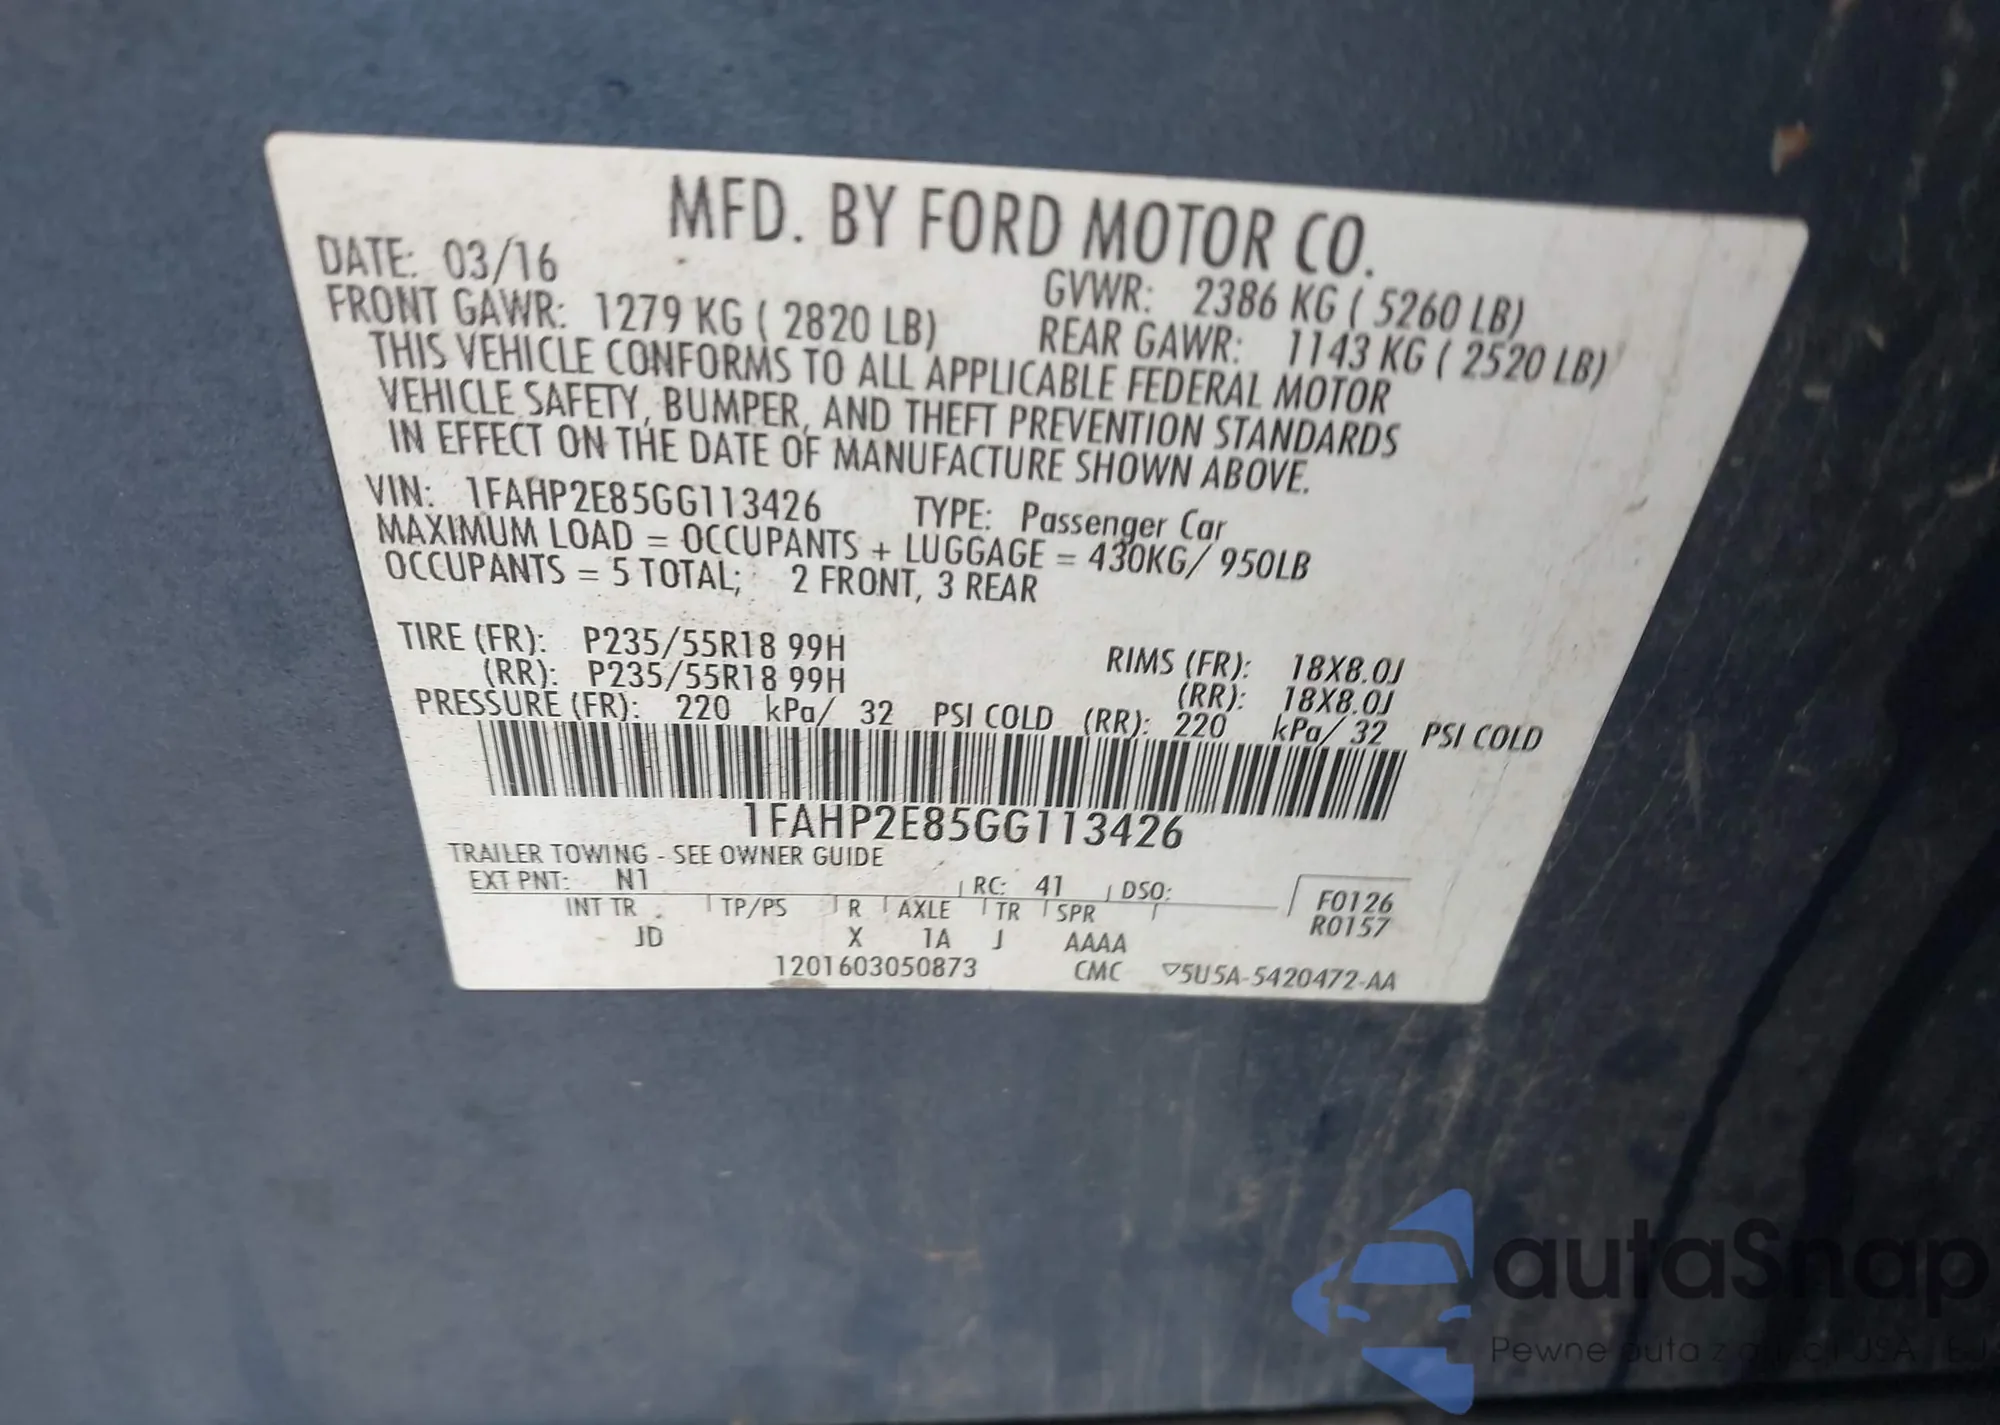 MFD. BY FORD MOTOR CO.
DATE: 03/16 GVWR: 2386 KG ( 5260 LB)
FRONT GAWR: 1279 KG ( 2820 LB) REAR GAWR: 1143 KG ( 2520 LB)
THIS VEHICLE CONFORMS TO ALL APPLICABLE FEDERAL MOTOR
VEHICLE SAFETY, BUMPER, AND THEFT PREVENTION STANDARDS
IN EFFECT ON THE DATE OF MANUFACTURE SHOWN ABOVE.
VIN: 1FAHP2E85GG113426 TYPE: Passenger Car
MAXIMUM LOAD = OCCUPANTS + LUGGAGE = 430KG/ 950LB
OCCUPANTS = 5 TOTAL; 2 FRONT, 3 REAR
TIRE (FR): P235/55R18 99H RIMS (FR): 18X8.0J
(RR): P235/55R18 99H (RR): 18X8.0J
PRESSURE (FR): 220 kPa/ 32 PSI COLD (RR): 220 kPa/ 32 PSI COLD
1FAHP2E85GG113426
TRAILER TOWING - SEE OWNER GUIDE
EXT PNT: N1 RC: 41 DSO: F0126
INT TR TP/PS R AXLE TR SPR R0157
JD X 1A J AAAA
1201603050873 CMC ▽5U5A-5420472-AA
autaSnap
Pewne auta z USA